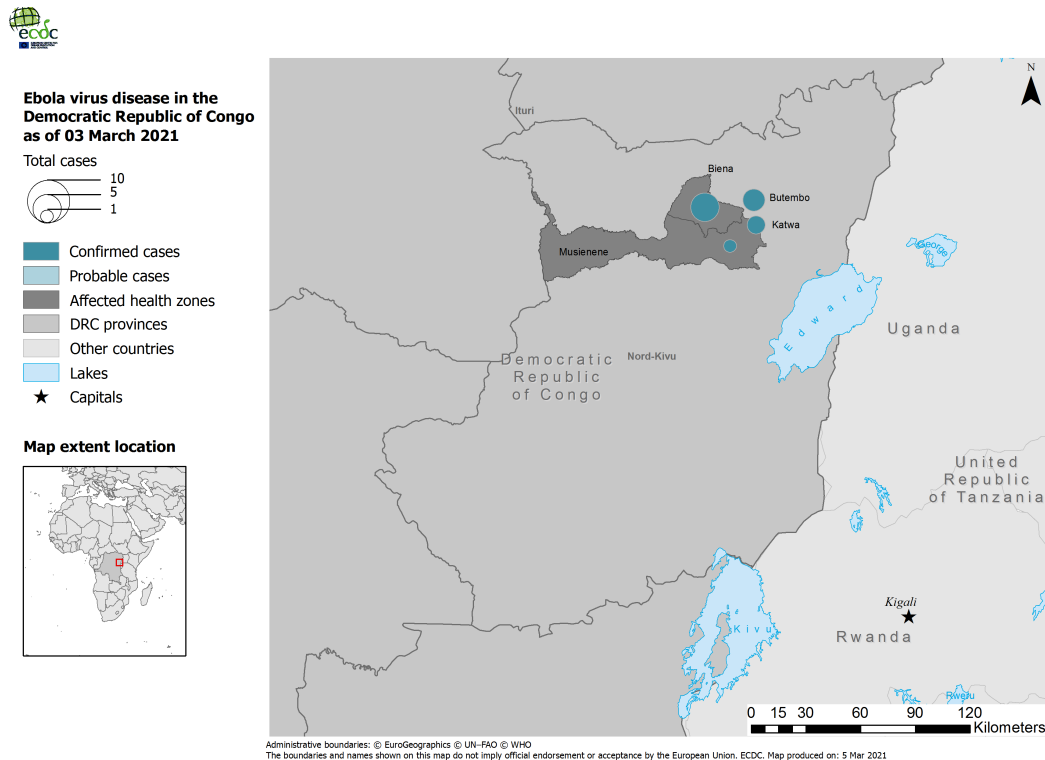 ecdc
Ebola virus disease in the
Democratic Republic of Congo
as of 03 March 2021
Total cases
10
5
1
Confirmed cases
Probable cases
Affected health zones
DRC provinces
Other countries
Lakes
Capitals
Map extent location
N
Ituri
Biena
Butembo
Katwa
Musienene
George
Edward
Uganda
Nord-Kivu
Democratic
Republic
of Congo
United
Republic
of Tanzania
Kigali
Kivu
Rwanda
Rweru
0 15 30 60 90 120
Kilometers
Administrative boundaries: © EuroGeographics © UN–FAO © WHO
The boundaries and names shown on this map do not imply official endorsement or acceptance by the European Union. ECDC. Map produced on: 5 Mar 2021